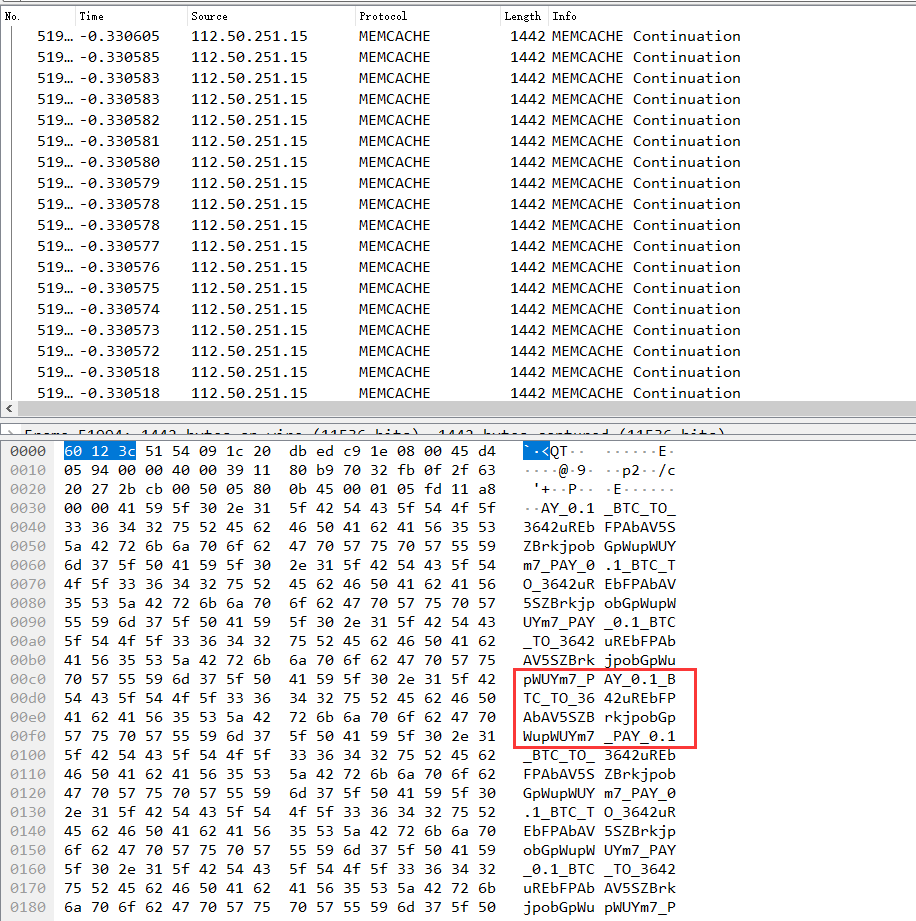 No. Time Source Protocol Length Info
519… -0.330605 112.50.251.15 MEMCACHE 1442 MEMCACHE Continuation
519… -0.330585 112.50.251.15 MEMCACHE 1442 MEMCACHE Continuation
519… -0.330583 112.50.251.15 MEMCACHE 1442 MEMCACHE Continuation
519… -0.330583 112.50.251.15 MEMCACHE 1442 MEMCACHE Continuation
519… -0.330582 112.50.251.15 MEMCACHE 1442 MEMCACHE Continuation
519… -0.330581 112.50.251.15 MEMCACHE 1442 MEMCACHE Continuation
519… -0.330580 112.50.251.15 MEMCACHE 1442 MEMCACHE Continuation
519… -0.330579 112.50.251.15 MEMCACHE 1442 MEMCACHE Continuation
519… -0.330578 112.50.251.15 MEMCACHE 1442 MEMCACHE Continuation
519… -0.330578 112.50.251.15 MEMCACHE 1442 MEMCACHE Continuation
519… -0.330577 112.50.251.15 MEMCACHE 1442 MEMCACHE Continuation
519… -0.330576 112.50.251.15 MEMCACHE 1442 MEMCACHE Continuation
519… -0.330575 112.50.251.15 MEMCACHE 1442 MEMCACHE Continuation
519… -0.330574 112.50.251.15 MEMCACHE 1442 MEMCACHE Continuation
519… -0.330573 112.50.251.15 MEMCACHE 1442 MEMCACHE Continuation
519… -0.330572 112.50.251.15 MEMCACHE 1442 MEMCACHE Continuation
519… -0.330518 112.50.251.15 MEMCACHE 1442 MEMCACHE Continuation
519… -0.330518 112.50.251.15 MEMCACHE 1442 MEMCACHE Continuation
0000 60 12 3c 51 54 09 1c 20 db ed c9 1e 08 00 45 d4 `·<QT·· ······E·
0010 05 94 00 00 40 00 39 11 80 b9 70 32 fb 0f 2f 63 ····@·9· ··p2··/c
0020 20 27 2b cb 00 50 05 80 0b 45 00 01 05 fd 11 a8 '+··P·· ·E······
0030 00 00 41 59 5f 30 2e 31 5f 42 54 43 5f 54 4f 5f ··AY_0.1 _BTC_TO_
0040 33 36 34 32 75 52 45 62 46 50 41 62 41 56 35 53 3642uREb FPAbAV5S
0050 5a 42 72 6b 6a 70 6f 62 47 70 57 75 70 57 55 59 ZBrkjpob GpWupWUY
0060 6d 37 5f 50 41 59 5f 30 2e 31 5f 42 54 43 5f 54 m7_PAY_0 .1_BTC_T
0070 4f 5f 33 36 34 32 75 52 45 62 46 50 41 62 41 56 O_3642uR EbFPAbAV
0080 35 53 5a 42 72 6b 6a 70 6f 62 47 70 57 75 70 57 5SZBrkjp obGpWupW
0090 55 59 6d 37 5f 50 41 59 5f 30 2e 31 5f 42 54 43 UYm7_PAY _0.1_BTC
00a0 5f 54 4f 5f 33 36 34 32 75 52 45 62 46 50 41 62 _TO_3642 uREbFPAb
00b0 41 56 35 53 5a 42 72 6b 6a 70 6f 62 47 70 57 75 AV5SZBrk jpobGpWu
00c0 70 57 55 59 6d 37 5f 50 41 59 5f 30 2e 31 5f 42 pWUYm7_P AY_0.1_B
00d0 54 43 5f 54 4f 5f 33 36 34 32 75 52 45 62 46 50 TC_TO_36 42uREbFP
00e0 41 62 41 56 35 53 5a 42 72 6b 6a 70 6f 62 47 70 AbAV5SZB rkjpobGp
00f0 57 75 70 57 55 59 6d 37 5f 50 41 59 5f 30 2e 31 WupWUYm7 _PAY_0.1
0100 5f 42 54 43 5f 54 4f 5f 33 36 34 32 75 52 45 62 _BTC_TO_ 3642uREb
0110 46 50 41 62 41 56 35 53 5a 42 72 6b 6a 70 6f 62 FPAbAV5S ZBrkjpob
0120 47 70 57 75 70 57 55 59 6d 37 5f 50 41 59 5f 30 GpWupWUY m7_PAY_0
0130 2e 31 5f 42 54 43 5f 54 4f 5f 33 36 34 32 75 52 .1_BTC_T O_3642uR
0140 45 62 46 50 41 62 41 56 35 53 5a 42 72 6b 6a 70 EbFPAbAV 5SZBrkjp
0150 6f 62 47 70 57 75 70 57 55 59 6d 37 5f 50 41 59 obGpWupW UYm7_PAY
0160 5f 30 2e 31 5f 42 54 43 5f 54 4f 5f 33 36 34 32 _0.1_BTC _TO_3642
0170 75 52 45 62 46 50 41 62 41 56 35 53 5a 42 72 6b uREbFPAb AV5SZBrk
0180 6a 70 6f 62 47 70 57 75 70 57 55 59 6d 37 5f 50 jpobGpWu pWUYm7_P